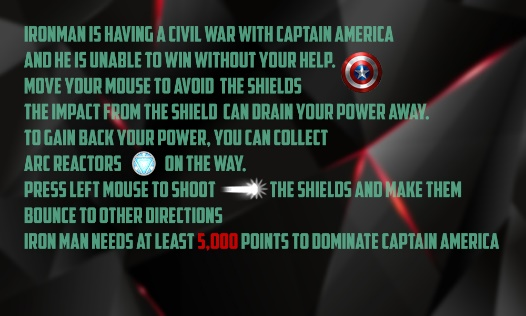 IRONMAN IS HAVING A CIVIL WAR WITH CAPTAIN AMERICA
AND HE IS UNABLE TO WIN WITHOUT YOUR HELP.
MOVE YOUR MOUSE TO AVOID THE SHIELDS
THE IMPACT FROM THE SHIELD CAN DRAIN YOUR POWER AWAY.
TO GAIN BACK YOUR POWER, YOU CAN COLLECT
ARC REACTORS ON THE WAY.
PRESS LEFT MOUSE TO SHOOT THE SHIELDS AND MAKE THEM
BOUNCE TO OTHER DIRECTIONS
IRON MAN NEEDS AT LEAST 5,000 POINTS TO DOMINATE CAPTAIN AMERICA